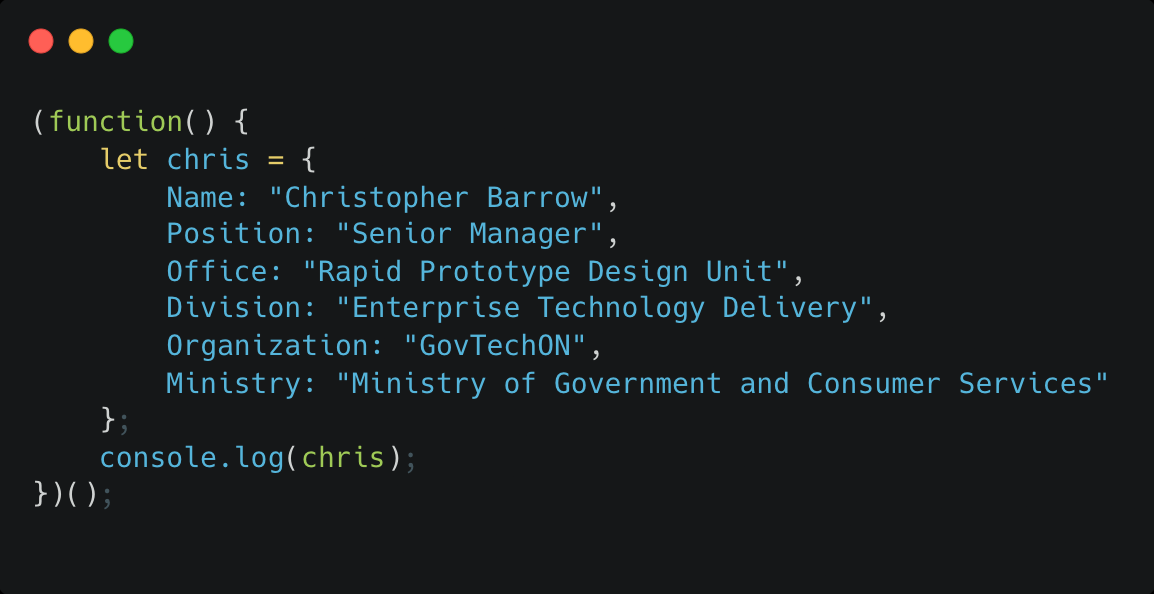 (function() {
    let chris = {
        Name: "Christopher Barrow",
        Position: "Senior Manager",
        Office: "Rapid Prototype Design Unit",
        Division: "Enterprise Technology Delivery",
        Organization: "GovTechON",
        Ministry: "Ministry of Government and Consumer Services"
    };
    console.log(chris);
})();